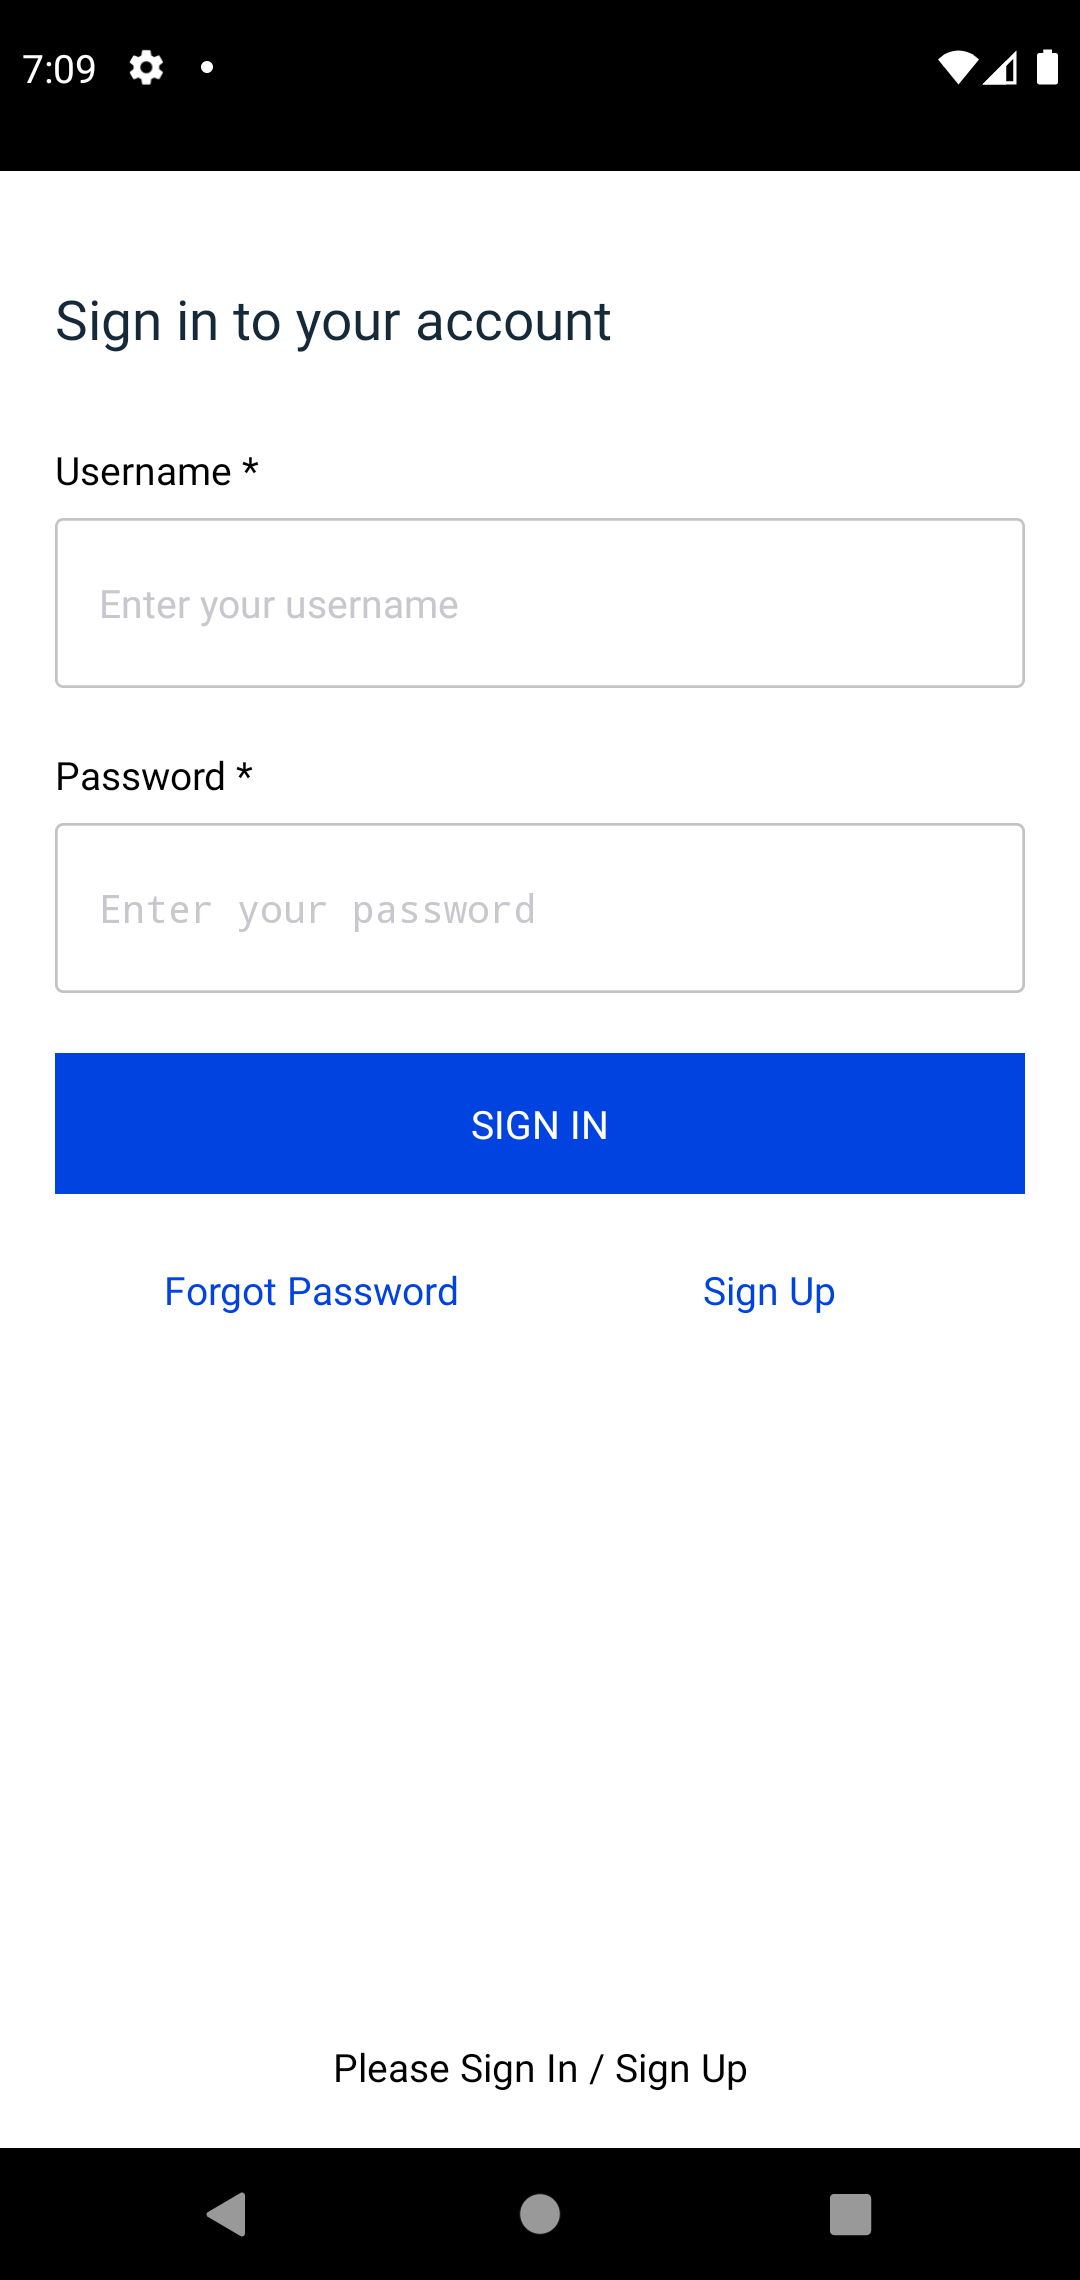 7:09
Sign in to your account
Username *
Enter your username
Password *
Enter your password
SIGN IN
Forgot Password Sign Up
Please Sign In / Sign Up